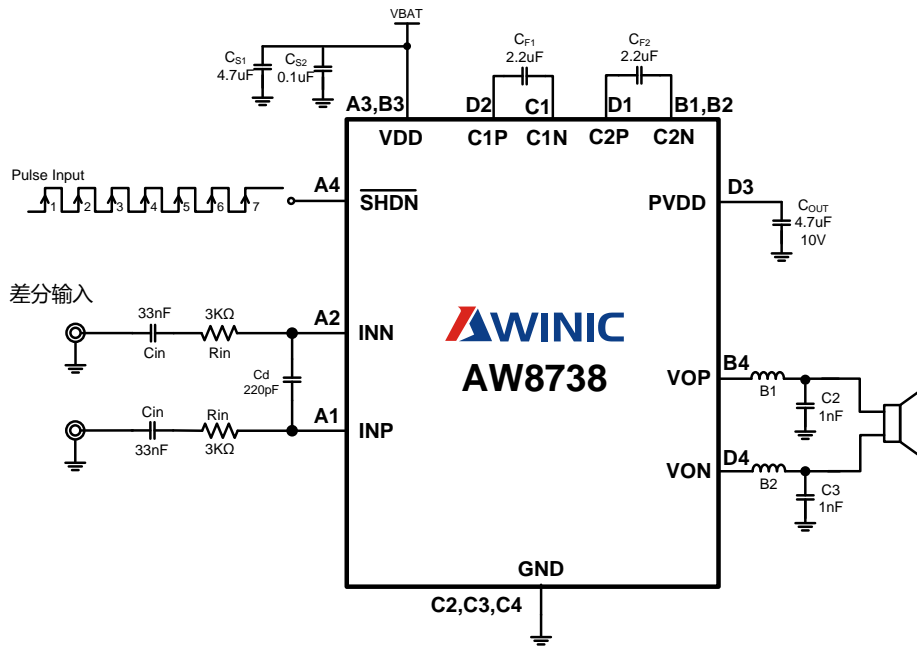 VBAT
CS1
4.7uF
CS2
0.1uF
CF1
2.2uF
CF2
2.2uF
A3,B3
D2
C1
D1
B1,B2
VDD
C1P
C1N
C2P
C2N
Pulse Input
1 2 3 4 5 6 7
A4
SHDN
D3
PVDD
COUT
4.7uF
10V
差分输入
33nF
Cin
3KΩ
Rin
A2
INN
Cd
220pF
Cin
33nF
Rin
3KΩ
A1
INP
AWINIC
AW8738
B4
VOP
B1
C2
1nF
D4
VON
B2
C3
1nF
GND
C2,C3,C4